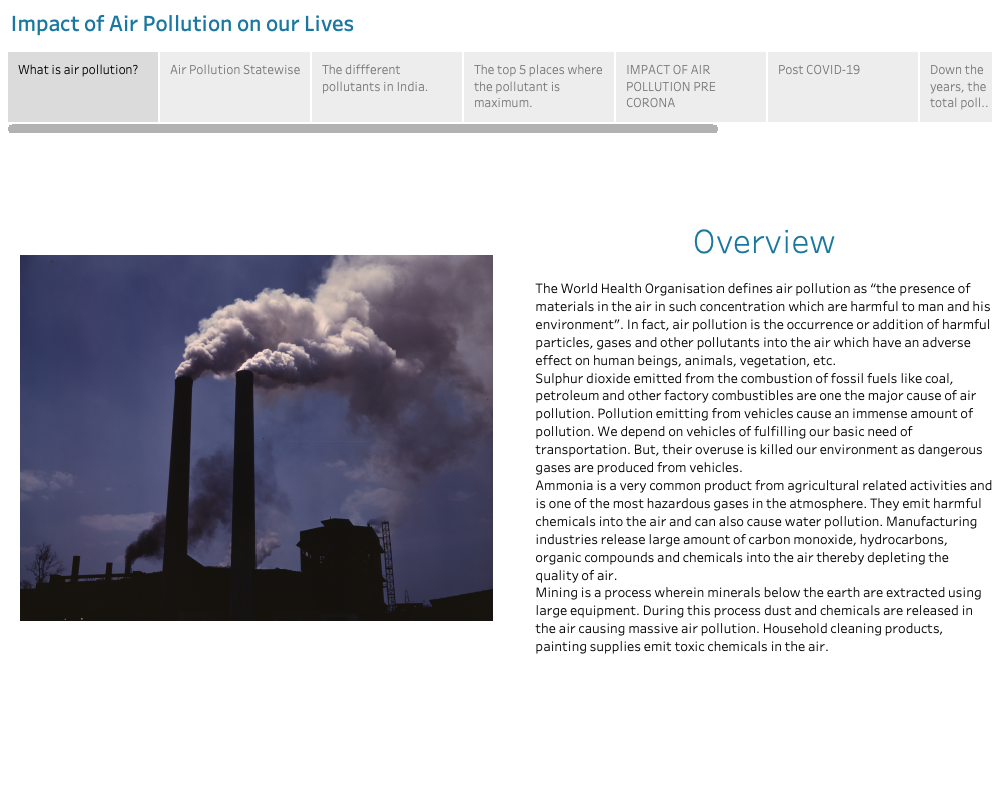 Impact of Air Pollution on our Lives
What is air pollution?
Air Pollution Statewise
The diffferent
pollutants in India.
The top 5 places where
the pollutant is
maximum.
IMPACT OF AIR
POLLUTION PRE
CORONA
Post COVID-19
Down the
years, the
total poll..
Overview
The World Health Organisation defines air pollution as “the presence of
materials in the air in such concentration which are harmful to man and his
environment”. In fact, air pollution is the occurrence or addition of harmful
particles, gases and other pollutants into the air which have an adverse
effect on human beings, animals, vegetation, etc.
Sulphur dioxide emitted from the combustion of fossil fuels like coal,
petroleum and other factory combustibles are one the major cause of air
pollution. Pollution emitting from vehicles cause an immense amount of
pollution. We depend on vehicles of fulfilling our basic need of
transportation. But, their overuse is killed our environment as dangerous
gases are produced from vehicles.
Ammonia is a very common product from agricultural related activities and
is one of the most hazardous gases in the atmosphere. They emit harmful
chemicals into the air and can also cause water pollution. Manufacturing
industries release large amount of carbon monoxide, hydrocarbons,
organic compounds and chemicals into the air thereby depleting the
quality of air.
Mining is a process wherein minerals below the earth are extracted using
large equipment. During this process dust and chemicals are released in
the air causing massive air pollution. Household cleaning products,
painting supplies emit toxic chemicals in the air.